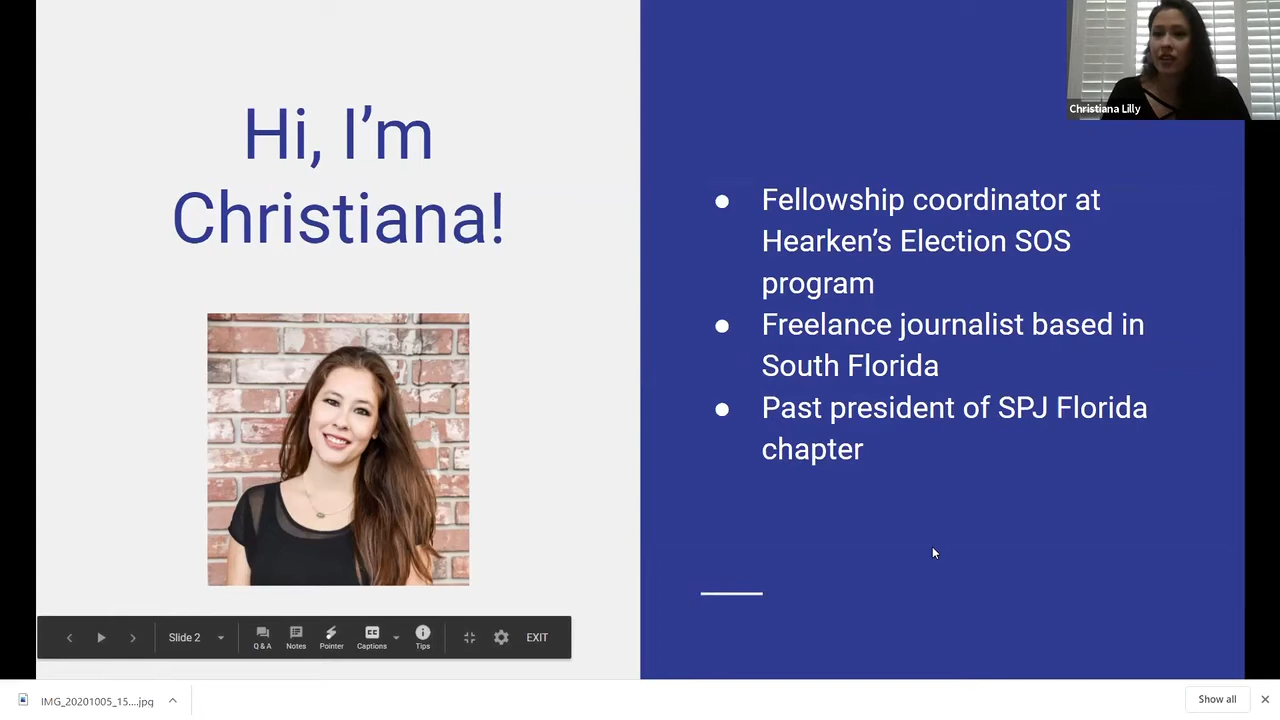 Hi, I'm
Christiana!
Christiana Lilly
● Fellowship coordinator at
Hearken's Election SOS
program
● Freelance journalist based in
South Florida
● Past president of SPJ Florida
chapter
Slide 2
Q & A
Notes
Pointer
Captions
Tips
EXIT
IMG_20201005_15....jpg
Show all